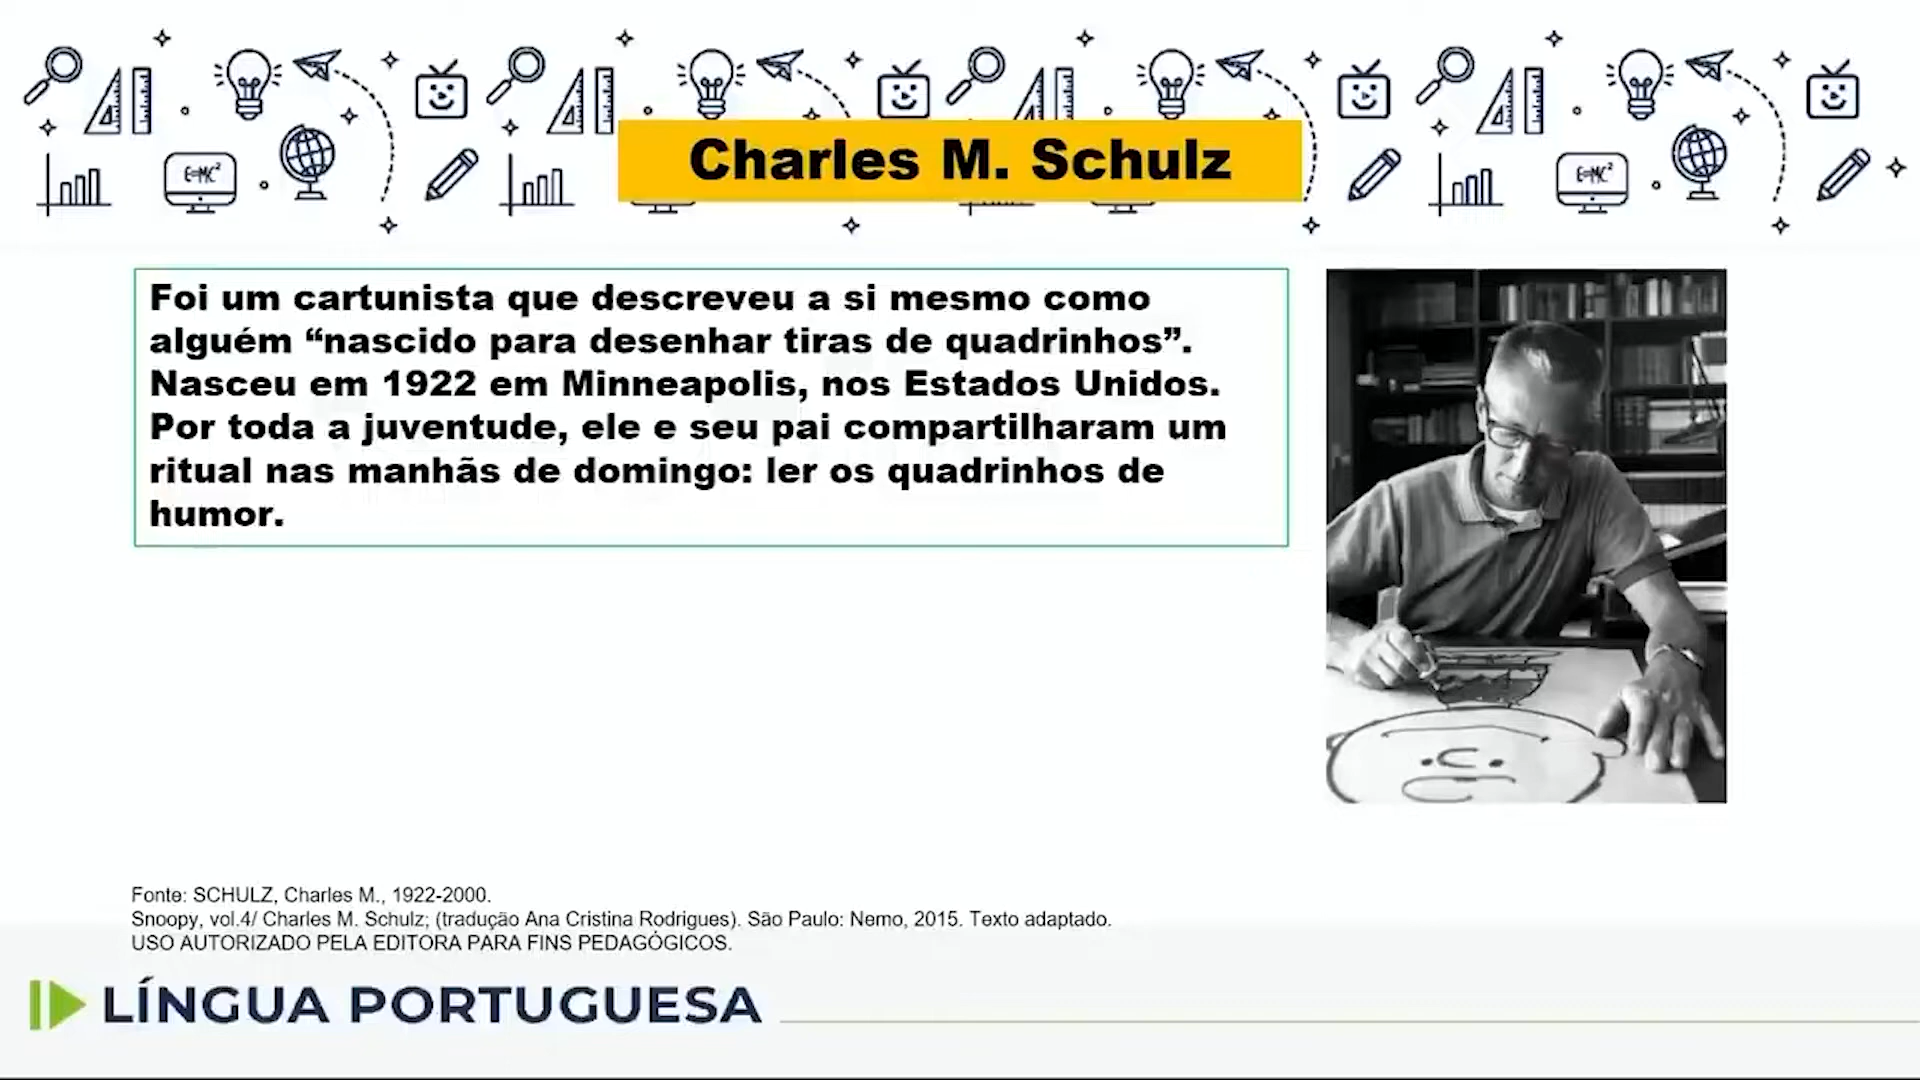 E=MC²
E=MC²
Charles M. Schulz
Foi um cartunista que descreveu a si mesmo como
alguém “nascido para desenhar tiras de quadrinhos”.
Nasceu em 1922 em Minneapolis, nos Estados Unidos.
Por toda a juventude, ele e seu pai compartilharam um
ritual nas manhãs de domingo: ler os quadrinhos de
humor.
Fonte: SCHULZ, Charles M., 1922-2000.
Snoopy, vol.4/ Charles M. Schulz; (tradução Ana Cristina Rodrigues). São Paulo: Nemo, 2015. Texto adaptado.
USO AUTORIZADO PELA EDITORA PARA FINS PEDAGÓGICOS.
LÍNGUA PORTUGUESA